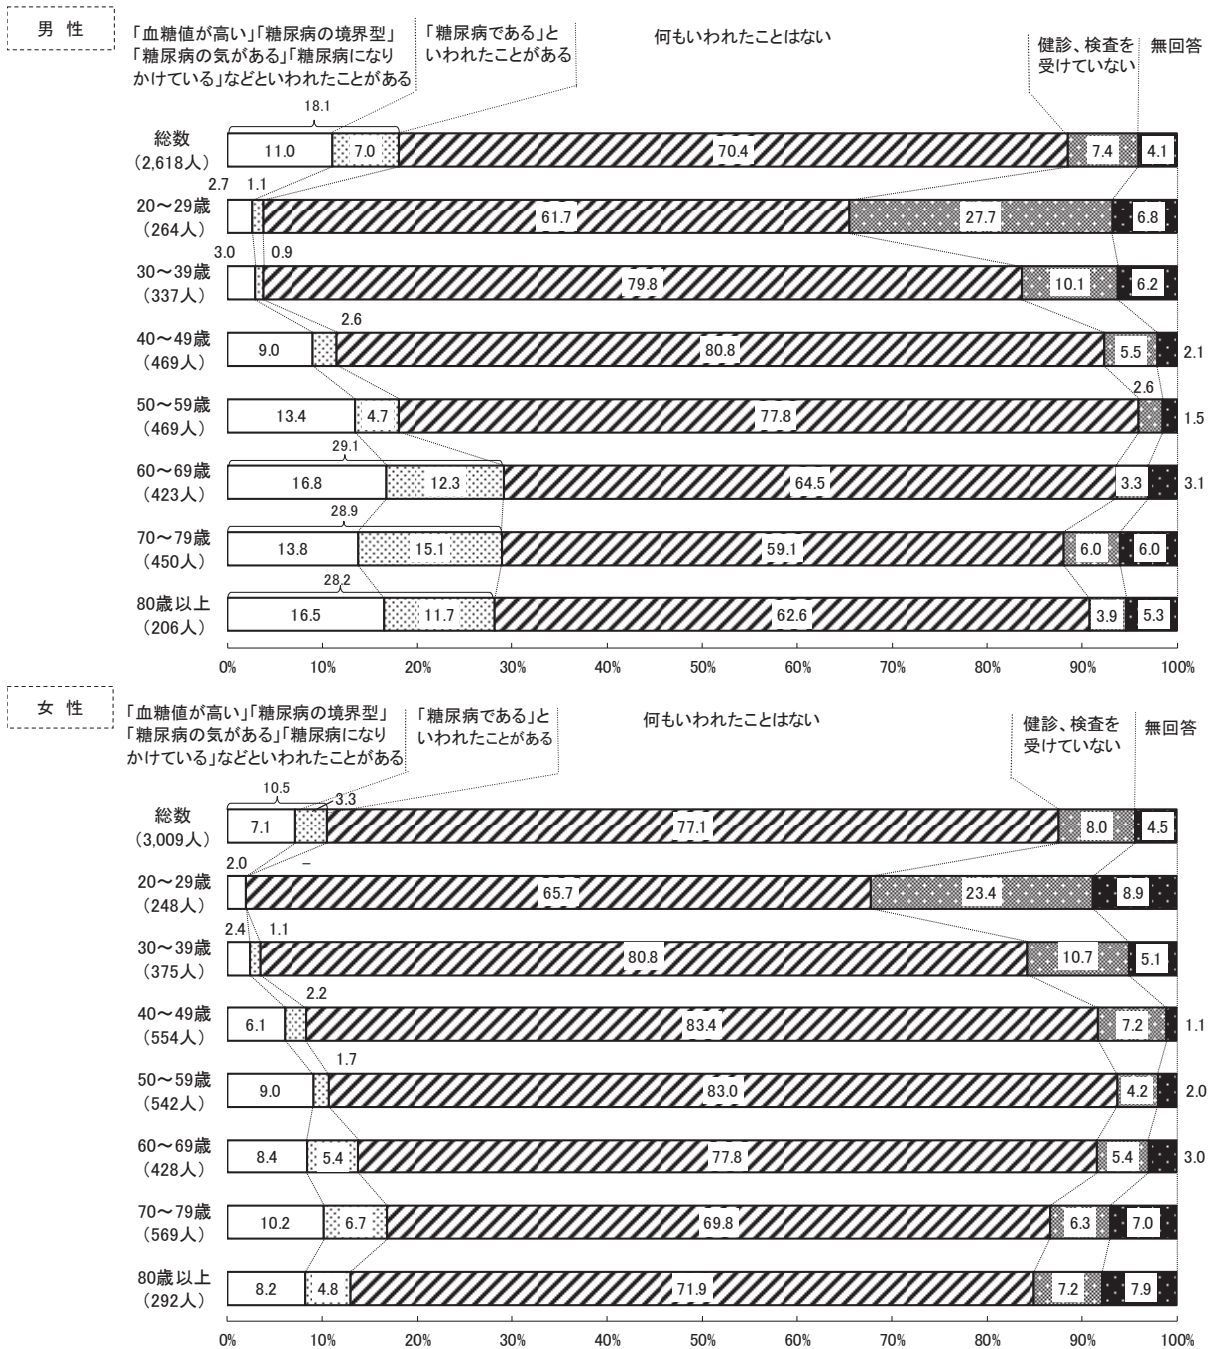 男 性
「血糖値が高い」「糖尿病の境界型」
「糖尿病の気がある」「糖尿病になり
かけている」などといわれたことがある
「糖尿病である」と
いわれたことがある
何もいわれたことはない
健診、検査を
受けていない
無回答
18.1
総数
(2,618人)
11.0 7.0 70.4 7.4 4.1
2.7 1.1
20～29歳
(264人)
61.7 27.7 6.8
3.0 0.9
30～39歳
(337人)
79.8 10.1 6.2
2.6
40～49歳
(469人)
9.0 80.8 5.5 2.1
2.6
50～59歳
(469人)
13.4 4.7 77.8 1.5
29.1
60～69歳
(423人)
16.8 12.3 64.5 3.3 3.1
28.9
70～79歳
(450人)
13.8 15.1 59.1 6.0 6.0
28.2
80歳以上
(206人)
16.5 11.7 62.6 3.9 5.3
0% 10% 20% 30% 40% 50% 60% 70% 80% 90% 100%
女 性
「血糖値が高い」「糖尿病の境界型」
「糖尿病の気がある」「糖尿病になり
かけている」などといわれたことがある
「糖尿病である」と
いわれたことがある
何もいわれたことはない
健診、検査を
受けていない
無回答
10.5
3.3
総数
(3,009人)
7.1 77.1 8.0 4.5
2.0 －
20～29歳
(248人)
65.7 23.4 8.9
2.4 1.1
30～39歳
(375人)
80.8 10.7 5.1
2.2
40～49歳
(554人)
6.1 83.4 7.2 1.1
1.7
50～59歳
(542人)
9.0 83.0 4.2 2.0
60～69歳
(428人)
8.4 5.4 77.8 5.4 3.0
70～79歳
(569人)
10.2 6.7 69.8 6.3 7.0
80歳以上
(292人)
8.2 4.8 71.9 7.2 7.9
0% 10% 20% 30% 40% 50% 60% 70% 80% 90% 100%